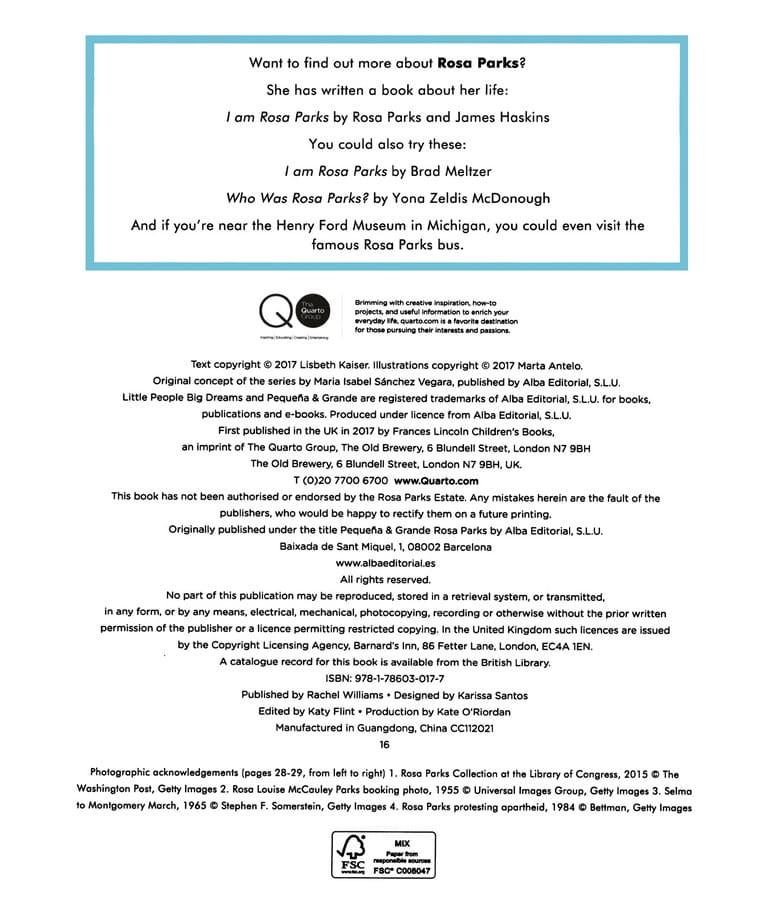 Want to find out more about Rosa Parks?
She has written a book about her life:
I am Rosa Parks by Rosa Parks and James Haskins
You could also try these:
I am Rosa Parks by Brad Meltzer
Who Was Rosa Parks? by Yona Zeldis McDonough
And if you're near the Henry Ford Museum in Michigan, you could even visit the
famous Rosa Parks bus.
The
Quarto
Group
Inspiring | Educating | Creating | Entertaining
Brimming with creative inspiration, how-to
projects, and useful information to enrich your
everyday life, quarto.com is a favorite destination
for those pursuing their interests and passions.
Text copyright © 2017 Lisbeth Kaiser. Illustrations copyright © 2017 Marta Antelo.
Original concept of the series by Maria Isabel Sánchez Vegara, published by Alba Editorial, S.L.U.
Little People Big Dreams and Pequeña & Grande are registered trademarks of Alba Editorial, S.L.U. for books,
publications and e-books. Produced under licence from Alba Editorial, S.L.U.
First published in the UK in 2017 by Frances Lincoln Children's Books,
an imprint of The Quarto Group, The Old Brewery, 6 Blundell Street, London N7 9BH
The Old Brewery, 6 Blundell Street, London N7 9BH, UK.
T (0)20 7700 6700 www.Quarto.com
This book has not been authorised or endorsed by the Rosa Parks Estate. Any mistakes herein are the fault of the
publishers, who would be happy to rectify them on a future printing.
Originally published under the title Pequeña & Grande Rosa Parks by Alba Editorial, S.L.U.
Baixada de Sant Miquel, 1, 08002 Barcelona
www.albaeditorial.es
All rights reserved.
No part of this publication may be reproduced, stored in a retrieval system, or transmitted,
in any form, or by any means, electrical, mechanical, photocopying, recording or otherwise without the prior written
permission of the publisher or a licence permitting restricted copying. In the United Kingdom such licences are issued
by the Copyright Licensing Agency, Barnard's Inn, 86 Fetter Lane, London, EC4A 1EN.
A catalogue record for this book is available from the British Library.
ISBN: 978-1-78603-017-7
Published by Rachel Williams • Designed by Karissa Santos
Edited by Katy Flint • Production by Kate O'Riordan
Manufactured in Guangdong, China CC112021
16
Photographic acknowledgements (pages 28-29, from left to right) 1. Rosa Parks Collection at the Library of Congress, 2015 © The
Washington Post, Getty Images 2. Rosa Louise McCauley Parks booking photo, 1955 © Universal Images Group, Getty Images 3. Selma
to Montgomery March, 1965 © Stephen F. Somerstein, Getty Images 4. Rosa Parks protesting apartheid, 1984 © Bettman, Getty Images
FSC
www.fsc.org
MIX
Paper from
responsible sources
FSC® C008047